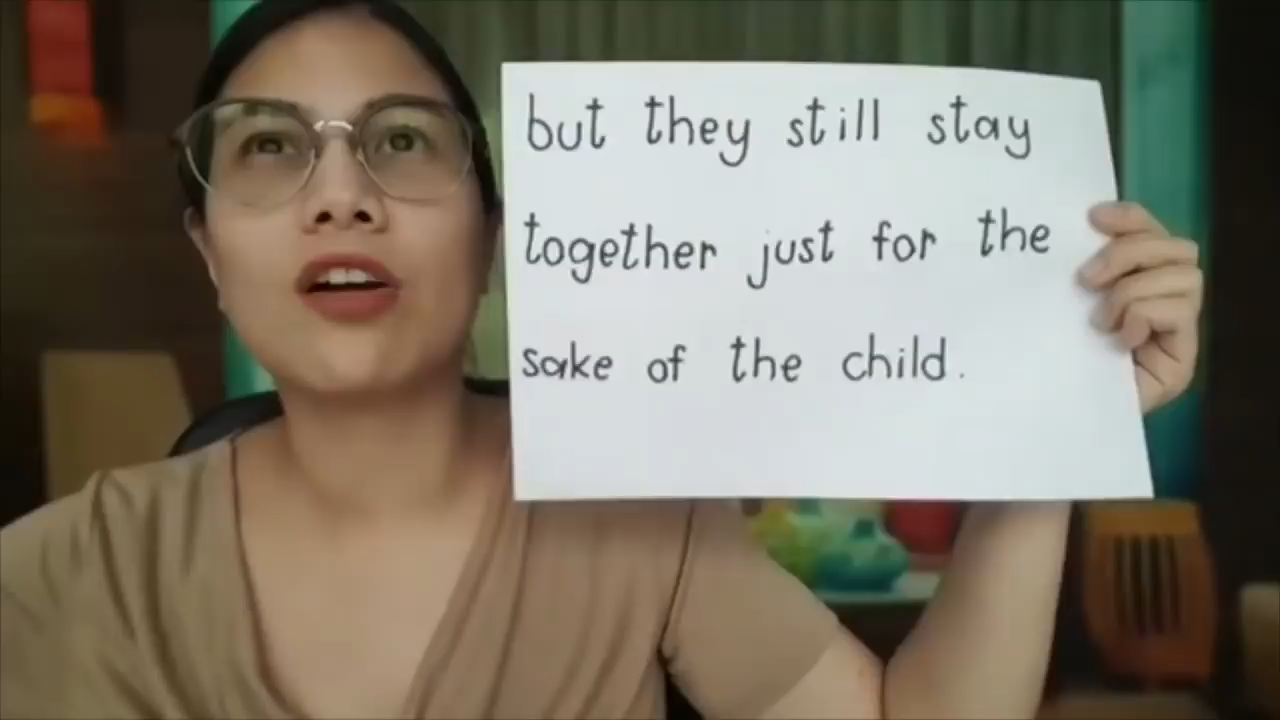 but they still stay
together just for the
sake of the child.